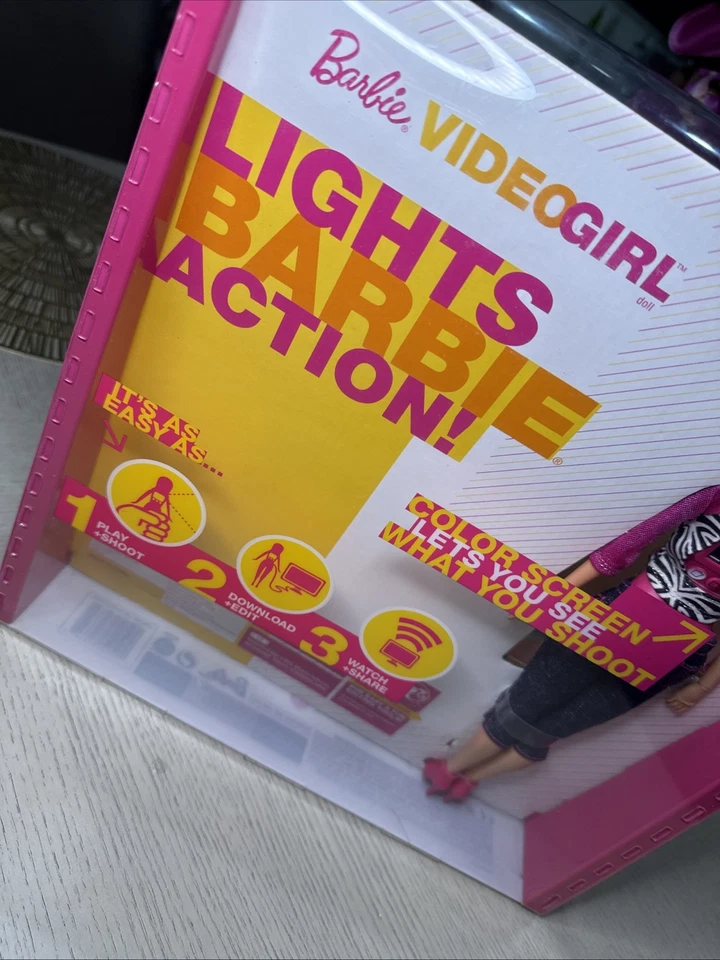 Barbie®
VIDEOGIRL™
doll
LIGHTS
BARBIE®
ACTION!
IT'S AS
EASY AS...
1 PLAY
+SHOOT
2 DOWNLOAD
+EDIT
3 WATCH
+SHARE
COLOR SCREEN
LETS YOU SEE
WHAT YOU SHOOT